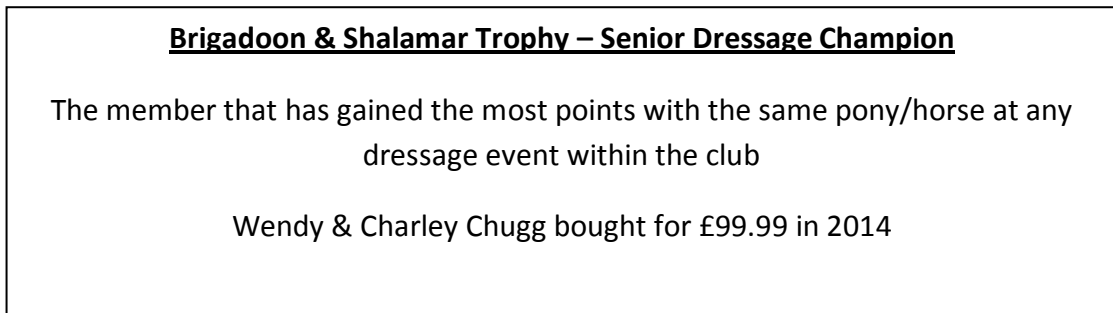 Brigadoon & Shalamar Trophy – Senior Dressage Champion
The member that has gained the most points with the same pony/horse at any
dressage event within the club
Wendy & Charley Chugg bought for £99.99 in 2014